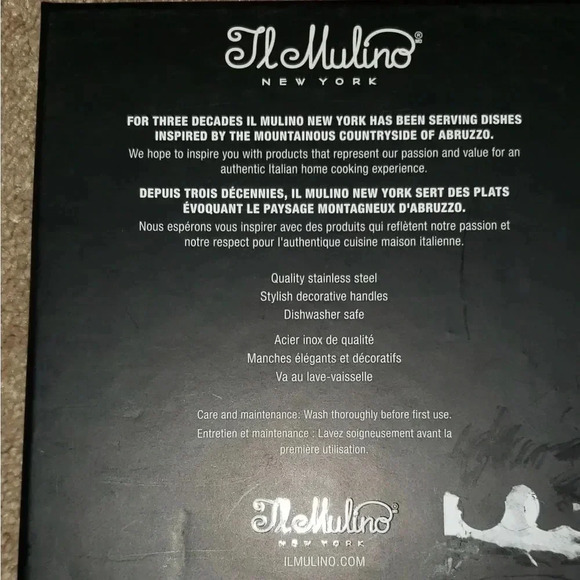 Il Mulino®
NEW YORK
FOR THREE DECADES IL MULINO NEW YORK HAS BEEN SERVING DISHES
INSPIRED BY THE MOUNTAINOUS COUNTRYSIDE OF ABRUZZO.
We hope to inspire you with products that represent our passion and value for an
authentic Italian home cooking experience.
DEPUIS TROIS DÉCENNIES, IL MULINO NEW YORK SERT DES PLATS
ÉVOQUANT LE PAYSAGE MONTAGNEUX D'ABRUZZO.
Nous espérons vous inspirer avec des produits qui reflètent notre passion et
notre respect pour l'authentique cuisine maison italienne.
Quality stainless steel
Stylish decorative handles
Dishwasher safe
Acier inox de qualité
Manches élégants et décoratifs
Va au lave-vaisselle
Care and maintenance: Wash thoroughly before first use.
Entretien et maintenance : Lavez soigneusement avant la
première utilisation.
Il Mulino®
NEW YORK
ILMULINO.COM